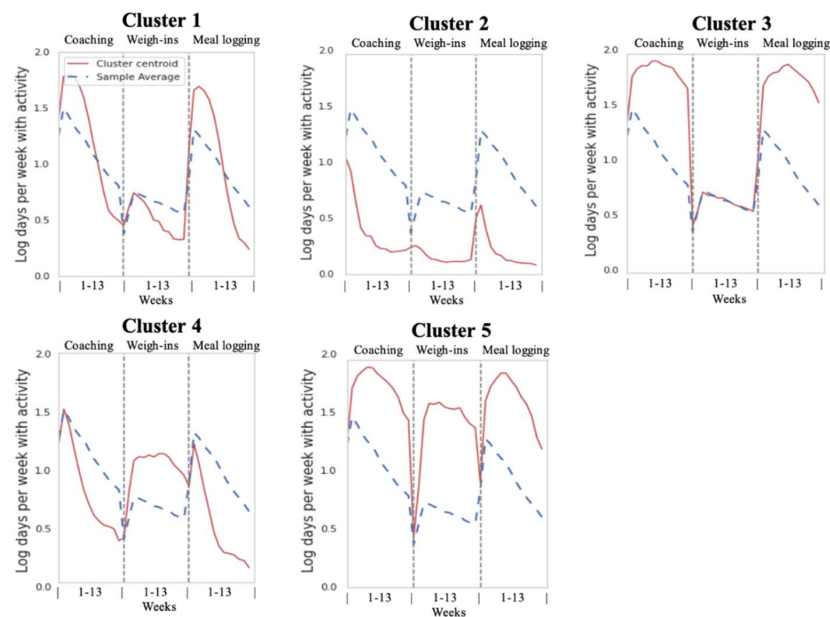 Cluster 1
Coaching Weigh-ins Meal logging
Cluster centroid
Sample Average
Log days per week with activity
2.0
1.5
1.0
0.5
0.0
1-13 1-13 1-13
Weeks
Cluster 2
Coaching Weigh-ins Meal logging
Log days per week with activity
2.0
1.5
1.0
0.5
0.0
1-13 1-13 1-13
Weeks
Cluster 3
Coaching Weigh-ins Meal logging
Log days per week with activity
2.0
1.5
1.0
0.5
0.0
1-13 1-13 1-13
Weeks
Cluster 4
Coaching Weigh-ins Meal logging
Log days per week with activity
2.0
1.5
1.0
0.5
0.0
1-13 1-13 1-13
Weeks
Cluster 5
Coaching Weigh-ins Meal logging
Log days per week with activity
2.0
1.5
1.0
0.5
0.0
1-13 1-13 1-13
Weeks